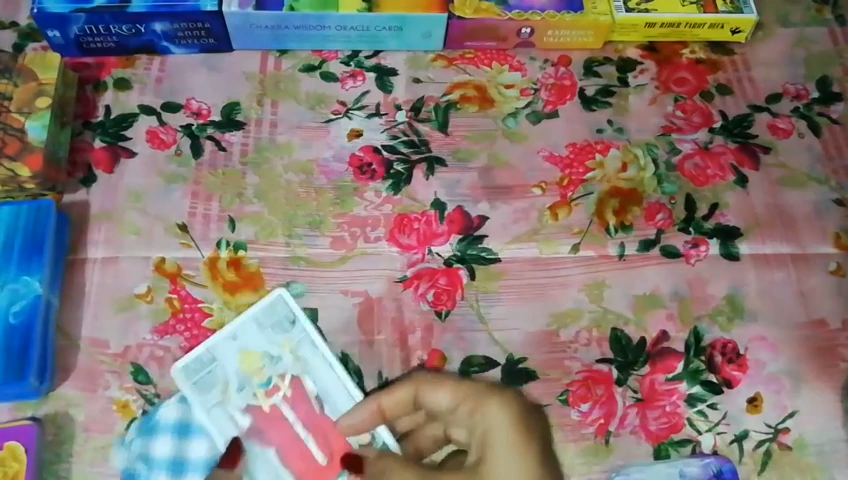 ENERGY
ORACLE
CARDS
SANDRA
ANNE
TAYLOR
CHAKRA WISDOM ORACLE CARDS
RADLEIGH
VALENTINE
THE RIDER TAROT DECK